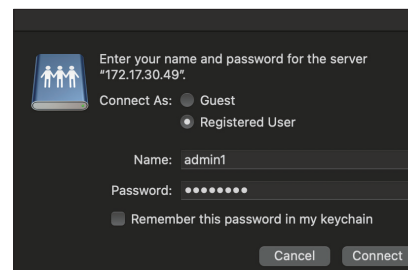 Enter your name and password for the server
“172.17.30.49”.
Connect As: Guest
Registered User
Name: admin1
Password: ●●●●●●●●
Remember this password in my keychain
Cancel Connect